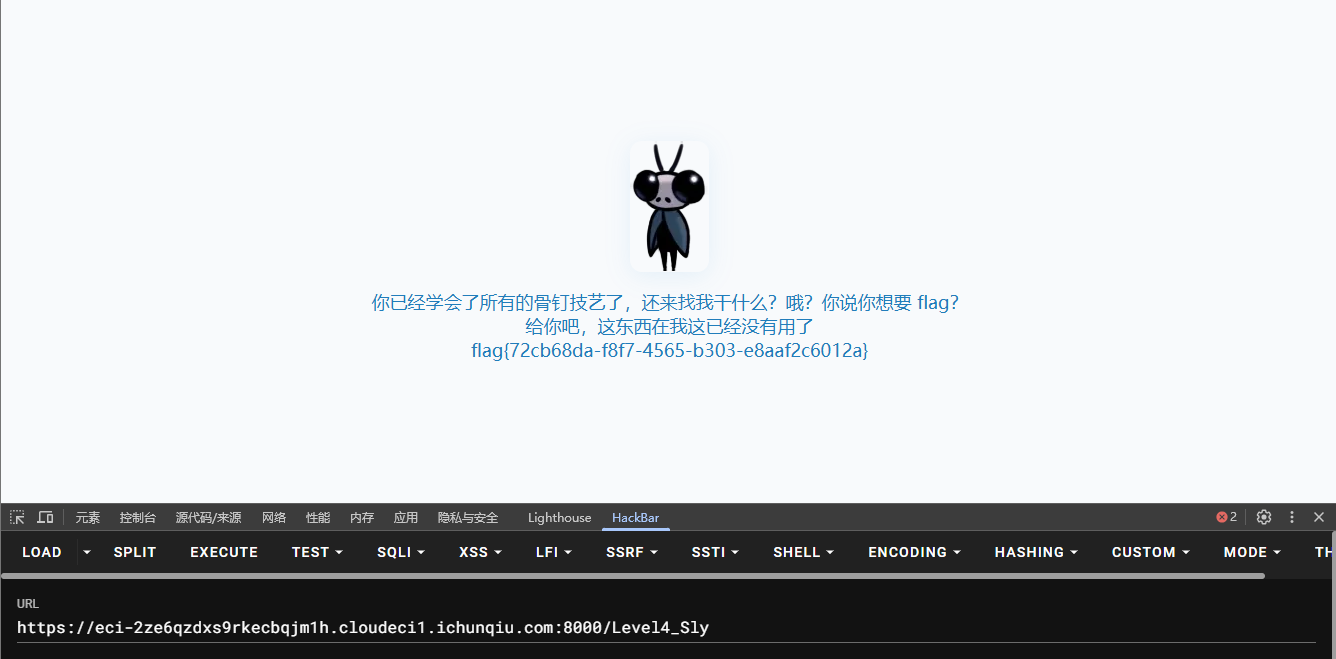 你已经学会了所有的骨钉技艺了，还来找我干什么？哦？你说你想要 flag？
给你吧，这东西在我这已经没有用了
flag{72cb68da-f8f7-4565-b303-e8aaf2c6012a}
元素 控制台 源代码/来源 网络 性能 内存 应用 隐私与安全 Lighthouse HackBar 2
LOAD SPLIT EXECUTE TEST SQLI XSS LFI SSRF SSTI SHELL ENCODING HASHING CUSTOM MODE TH
URL
https://eci-2ze6qzdxs9rkecbqjm1h.cloudeci1.ichunqiu.com:8000/Level4_Sly